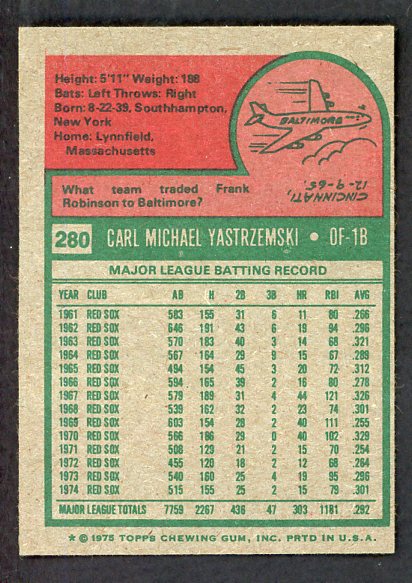 Height: 5'11" Weight: 188
Bats: Left Throws: Right
Born: 8-22-39, Southhampton,
New York
Home: Lynnfield,
Massachusetts
BALTIMORE
What team traded Frank
Robinson to Baltimore?
CINCINNATI,
12-9-65.
280 CARL MICHAEL YASTRZEMSKI • OF-1B
MAJOR LEAGUE BATTING RECORD
YEAR CLUB AB H 2B 3B HR RBI AVG
1961 RED SOX 583 155 31 6 11 80 .266
1962 RED SOX 646 191 43 6 19 94 .296
1963 RED SOX 570 183 40 3 14 68 .321
1964 RED SOX 567 164 29 9 15 67 .289
1965 RED SOX 494 154 45 3 20 72 .312
1966 RED SOX 594 165 39 2 16 80 .278
1967 RED SOX 579 189 31 4 44 121 .326
1968 RED SOX 539 162 32 2 23 74 .301
1969 RED SOX 603 154 28 2 40 111 .255
1970 RED SOX 566 186 29 0 40 102 .329
1971 RED SOX 508 129 21 2 15 70 .254
1972 RED SOX 455 120 18 2 12 68 .264
1973 RED SOX 540 160 25 4 19 95 .296
1974 RED SOX 515 155 25 2 15 79 .301
MAJOR LEAGUE TOTALS 7759 2267 436 47 303 1181 .292
* © 1975 TOPPS CHEWING GUM, INC. PRTD IN U.S.A.